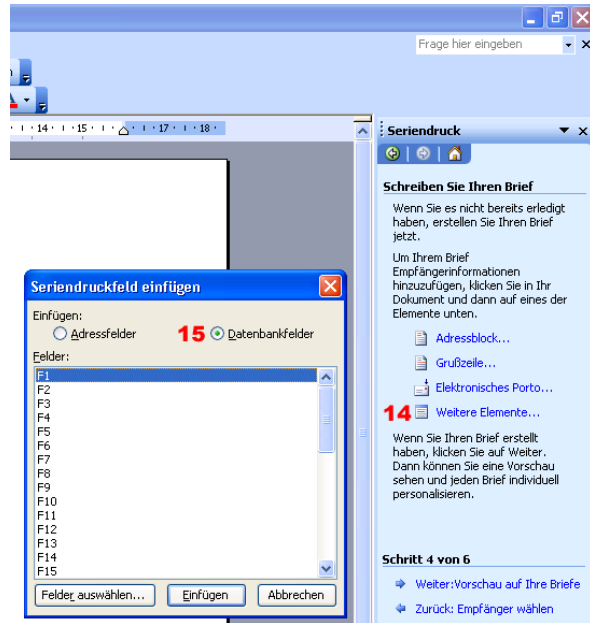 Frage hier eingeben
14 15 17 18
Seriendruck
Schreiben Sie Ihren Brief
Wenn Sie es nicht bereits erledigt
haben, erstellen Sie Ihren Brief
jetzt.
Um Ihrem Brief
Empfängerinformationen
hinzuzufügen, klicken Sie in Ihr
Dokument und dann auf eines der
Elemente unten.
Adressblock...
Grußzeile...
Elektronisches Porto...
14 Weitere Elemente...
Wenn Sie Ihren Brief erstellt
haben, klicken Sie auf Weiter.
Dann können Sie eine Vorschau
sehen und jeden Brief individuell
personalisieren.
Schritt 4 von 6
Weiter:Vorschau auf Ihre Briefe
Zurück: Empfänger wählen
Seriendruckfeld einfügen
Einfügen:
Adressfelder 15 Datenbankfelder
Felder:
F1
F2
F3
F4
F5
F6
F7
F8
F9
F10
F11
F12
F13
F14
F15
Felder auswählen... Einfügen Abbrechen